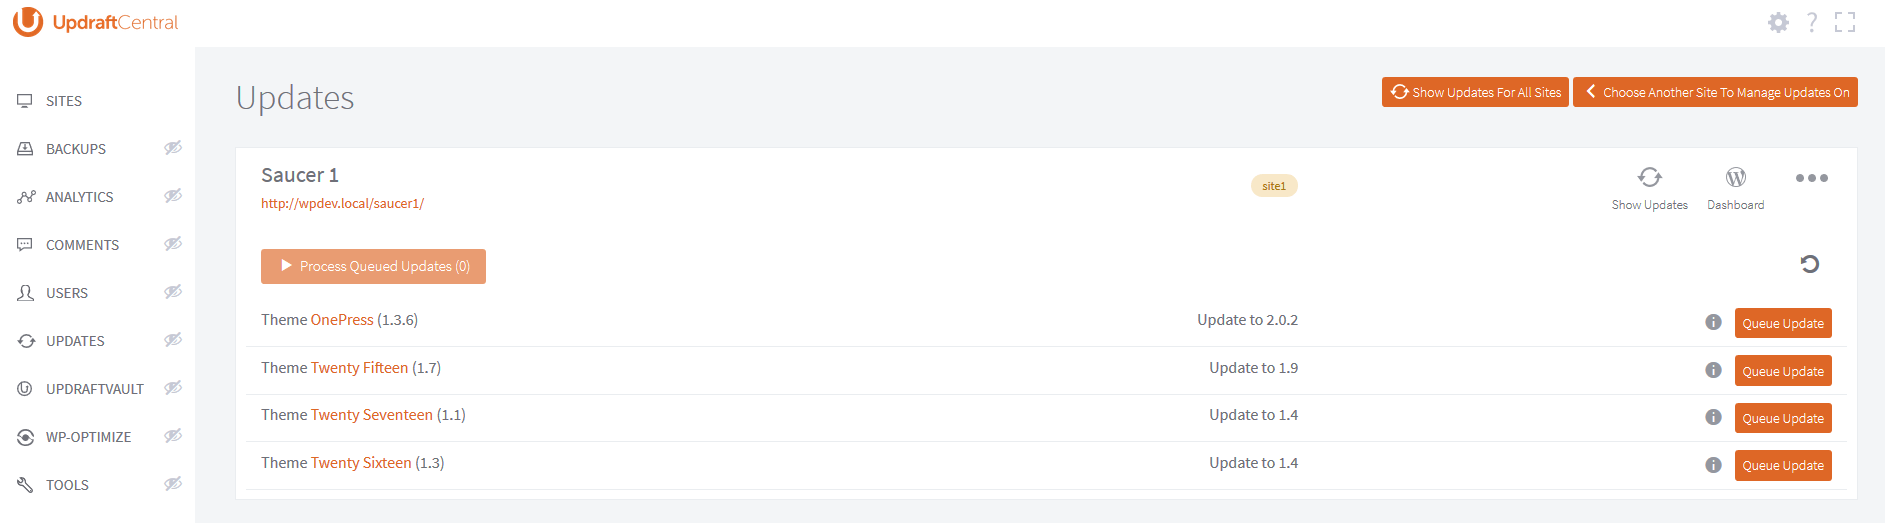 UpdraftCentral
?
SITES
BACKUPS
ANALYTICS
COMMENTS
USERS
UPDATES
UPDRAFTVAULT
WP-OPTIMIZE
TOOLS
Updates
Show Updates For All Sites
Choose Another Site To Manage Updates On
Saucer 1
http://wpdev.local/saucer1/
site1
Show Updates
Dashboard
Process Queued Updates (0)
Theme OnePress (1.3.6) Update to 2.0.2 Queue Update
Theme Twenty Fifteen (1.7) Update to 1.9 Queue Update
Theme Twenty Seventeen (1.1) Update to 1.4 Queue Update
Theme Twenty Sixteen (1.3) Update to 1.4 Queue Update